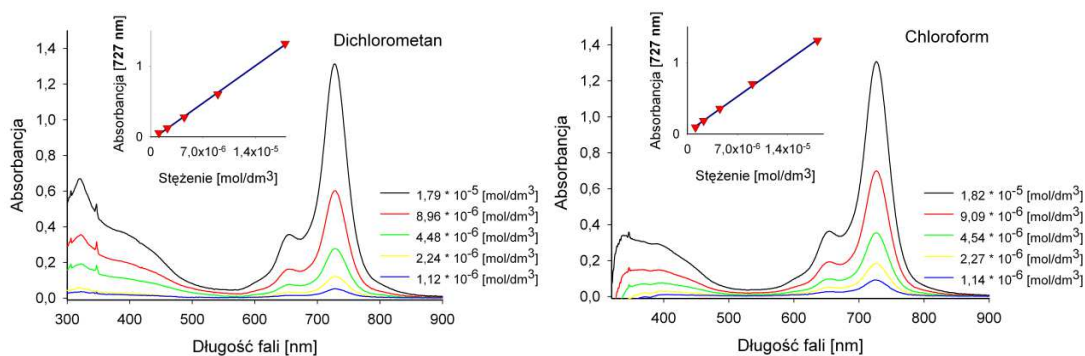 Dichlorometan
Absorbancja
1,4
1,2
1,0
0,8
0,6
0,4
0,2
0,0
300 400 500 600 700 800 900
Długość fali [nm]
Absorbancja [727 nm]
1
0
0 7,0x10-6 1,4x10-5
Stężenie [mol/dm3]
1,79 * 10-5 [mol/dm3]
8,96 * 10-6 [mol/dm3]
4,48 * 10-6 [mol/dm3]
2,24 * 10-6 [mol/dm3]
1,12 * 10-6 [mol/dm3]
Chloroform
Absorbancja
1,4
1,2
1,0
0,8
0,6
0,4
0,2
0,0
400 500 600 700 800 900
Długość fali [nm]
Absorbancja [727 nm]
1
0
0 7,0x10-6 1,4x10-5
Stężenie [mol/dm3]
1,82 * 10-5 [mol/dm3]
9,09 * 10-6 [mol/dm3]
4,54 * 10-6 [mol/dm3]
2,27 * 10-6 [mol/dm3]
1,14 * 10-6 [mol/dm3]